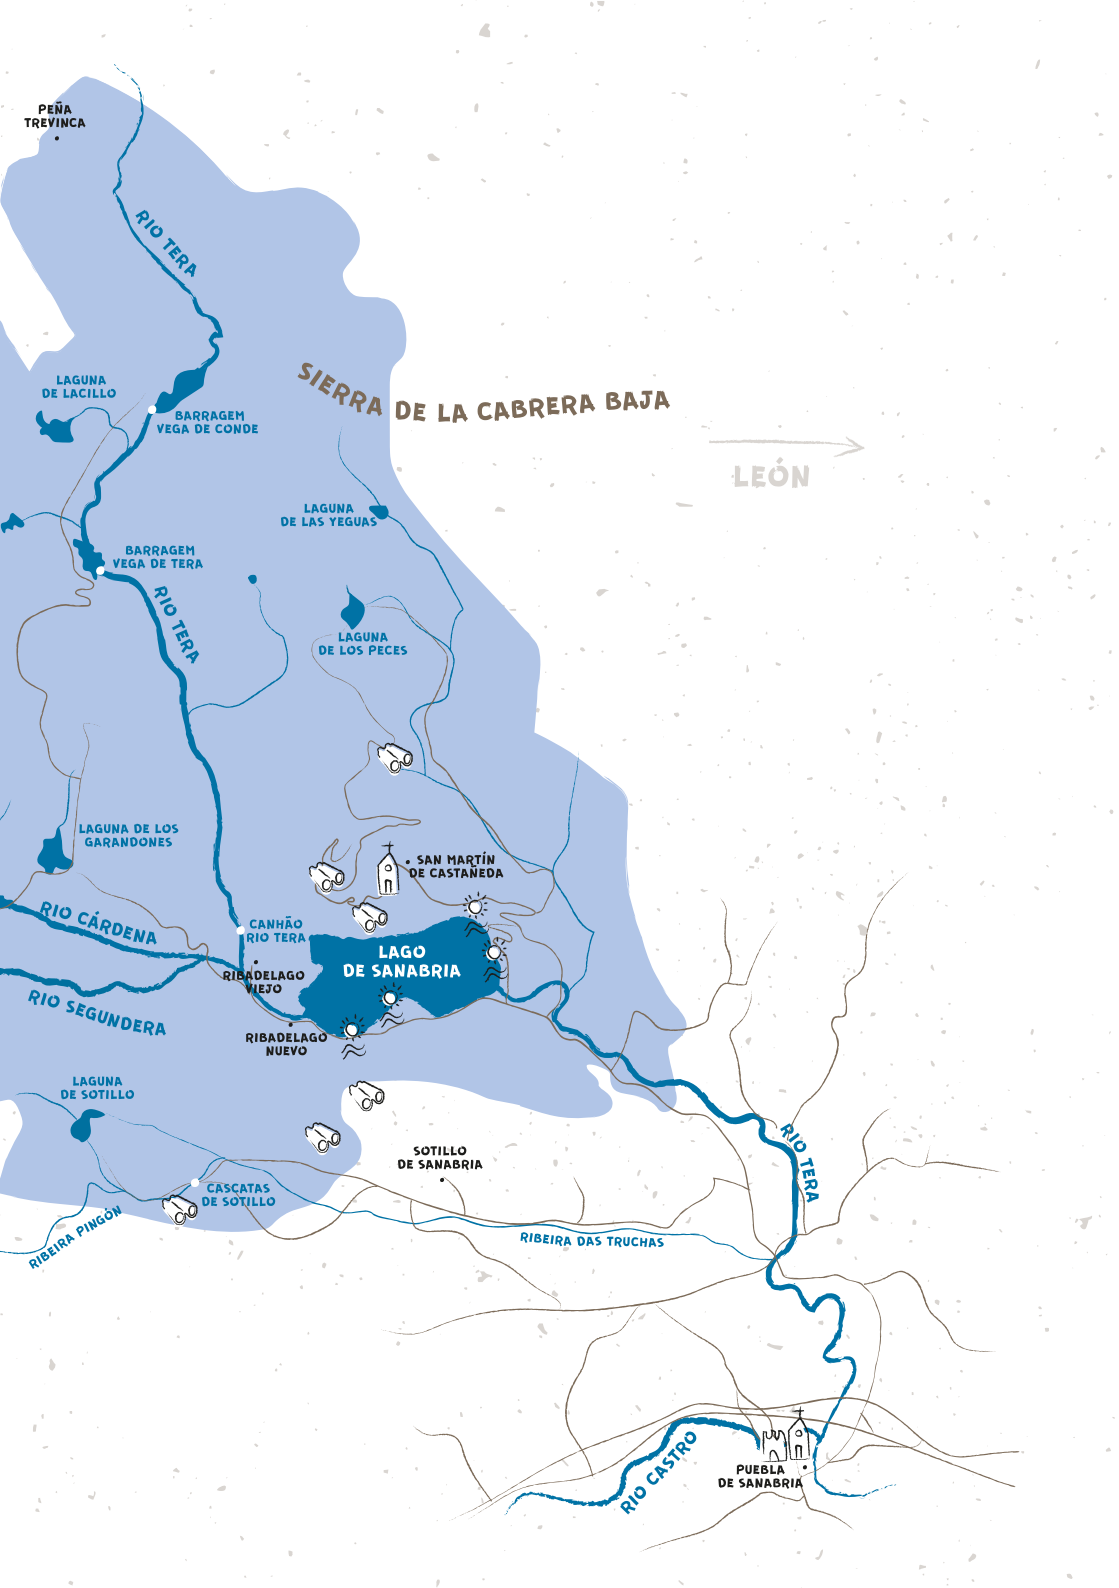 PEÑA
TREVINCA
RIO TERA
SIERRA DE LA CABRERA BAJA
LAGUNA
DE LACILLO
BARRAGEM
VEGA DE CONDE
LEÓN
LAGUNA
DE LAS YEGUAS
BARRAGEM
VEGA DE TERA
RIO TERA
LAGUNA
DE LOS PECES
LAGUNA DE LOS
GARANDONES
SAN MARTÍN
DE CASTAÑEDA
RIO CÁRDENA
CANHÃO
RIO TERA
LAGO
DE SANABRIA
RIBADELAGO
VIEJO
RIO SEGUNDERA
RIBADELAGO
NUEVO
LAGUNA
DE SOTILLO
RIO TERA
SOTILLO
DE SANABRIA
CASCATAS
DE SOTILLO
RIBEIRA PINGÓN
RIBEIRA DAS TRUCHAS
RIO CASTRO
PUEBLA
DE SANABRIA